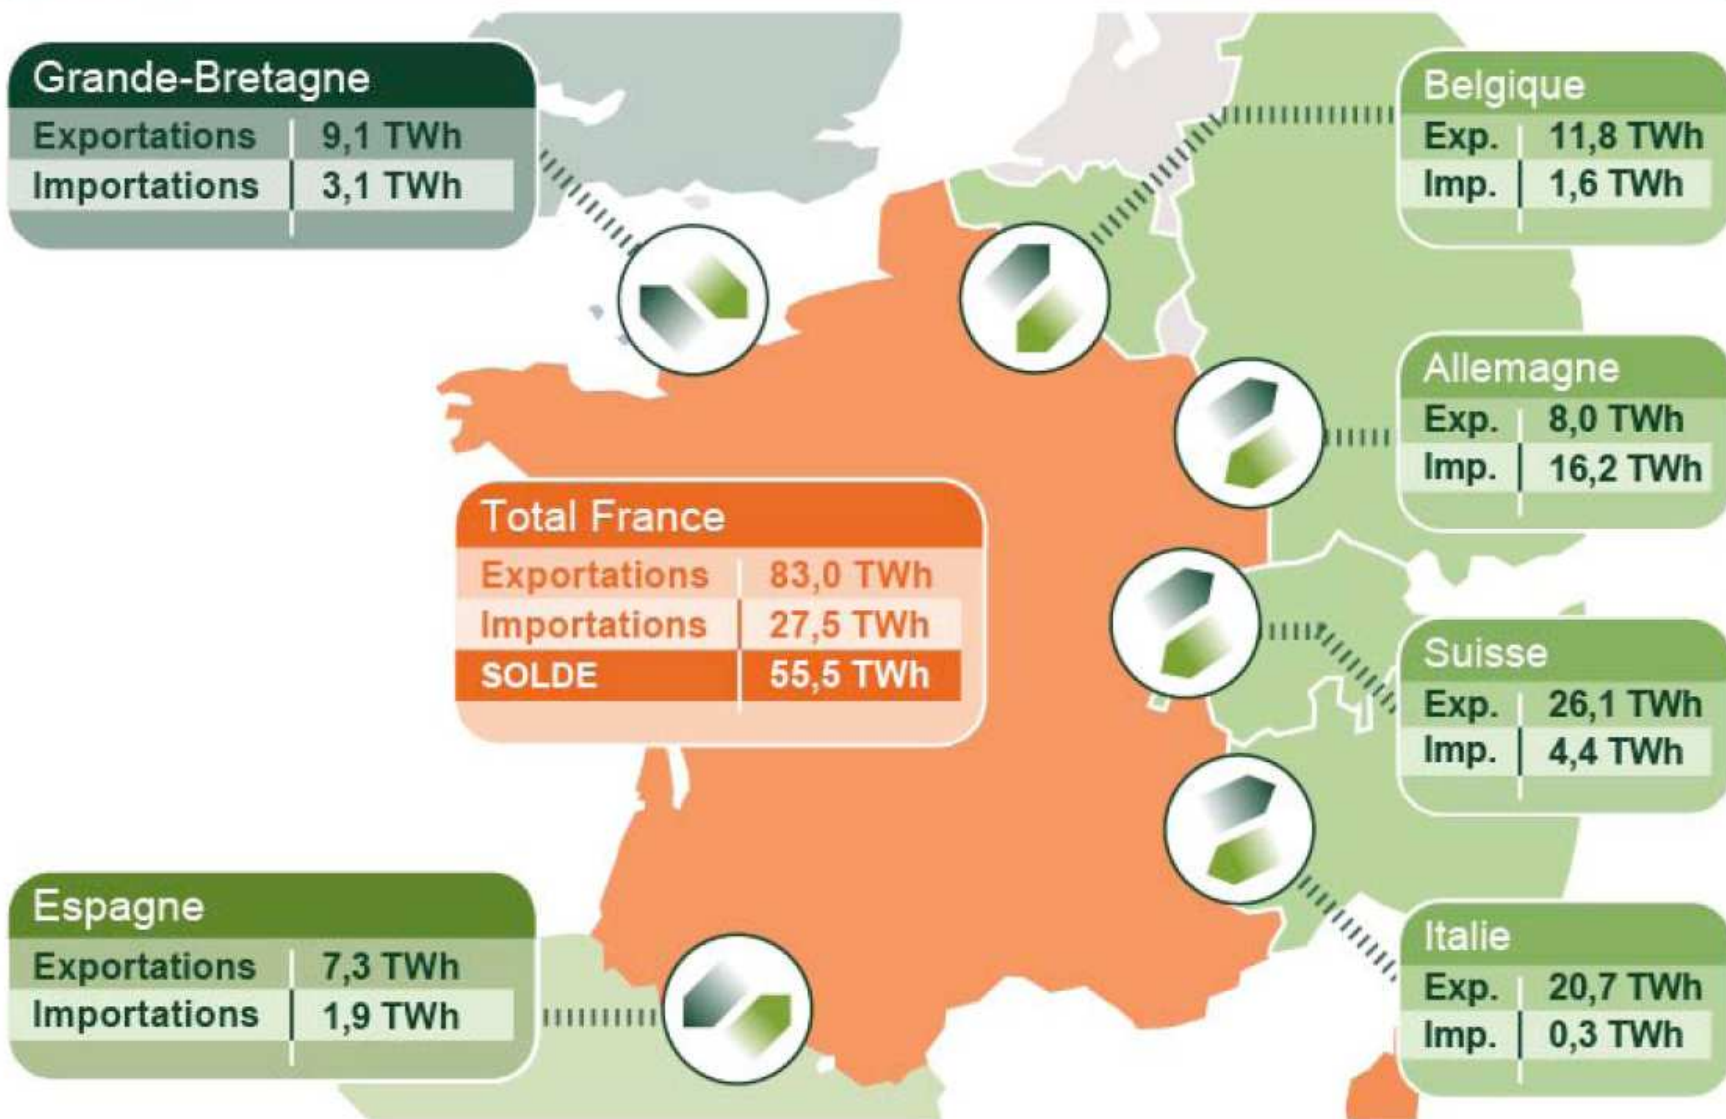 Grande-Bretagne
Exportations 9,1 TWh
Importations 3,1 TWh
Belgique
Exp. 11,8 TWh
Imp. 1,6 TWh
Allemagne
Exp. 8,0 TWh
Imp. 16,2 TWh
Total France
Exportations 83,0 TWh
Importations 27,5 TWh
SOLDE 55,5 TWh
Suisse
Exp. 26,1 TWh
Imp. 4,4 TWh
Espagne
Exportations 7,3 TWh
Importations 1,9 TWh
Italie
Exp. 20,7 TWh
Imp. 0,3 TWh